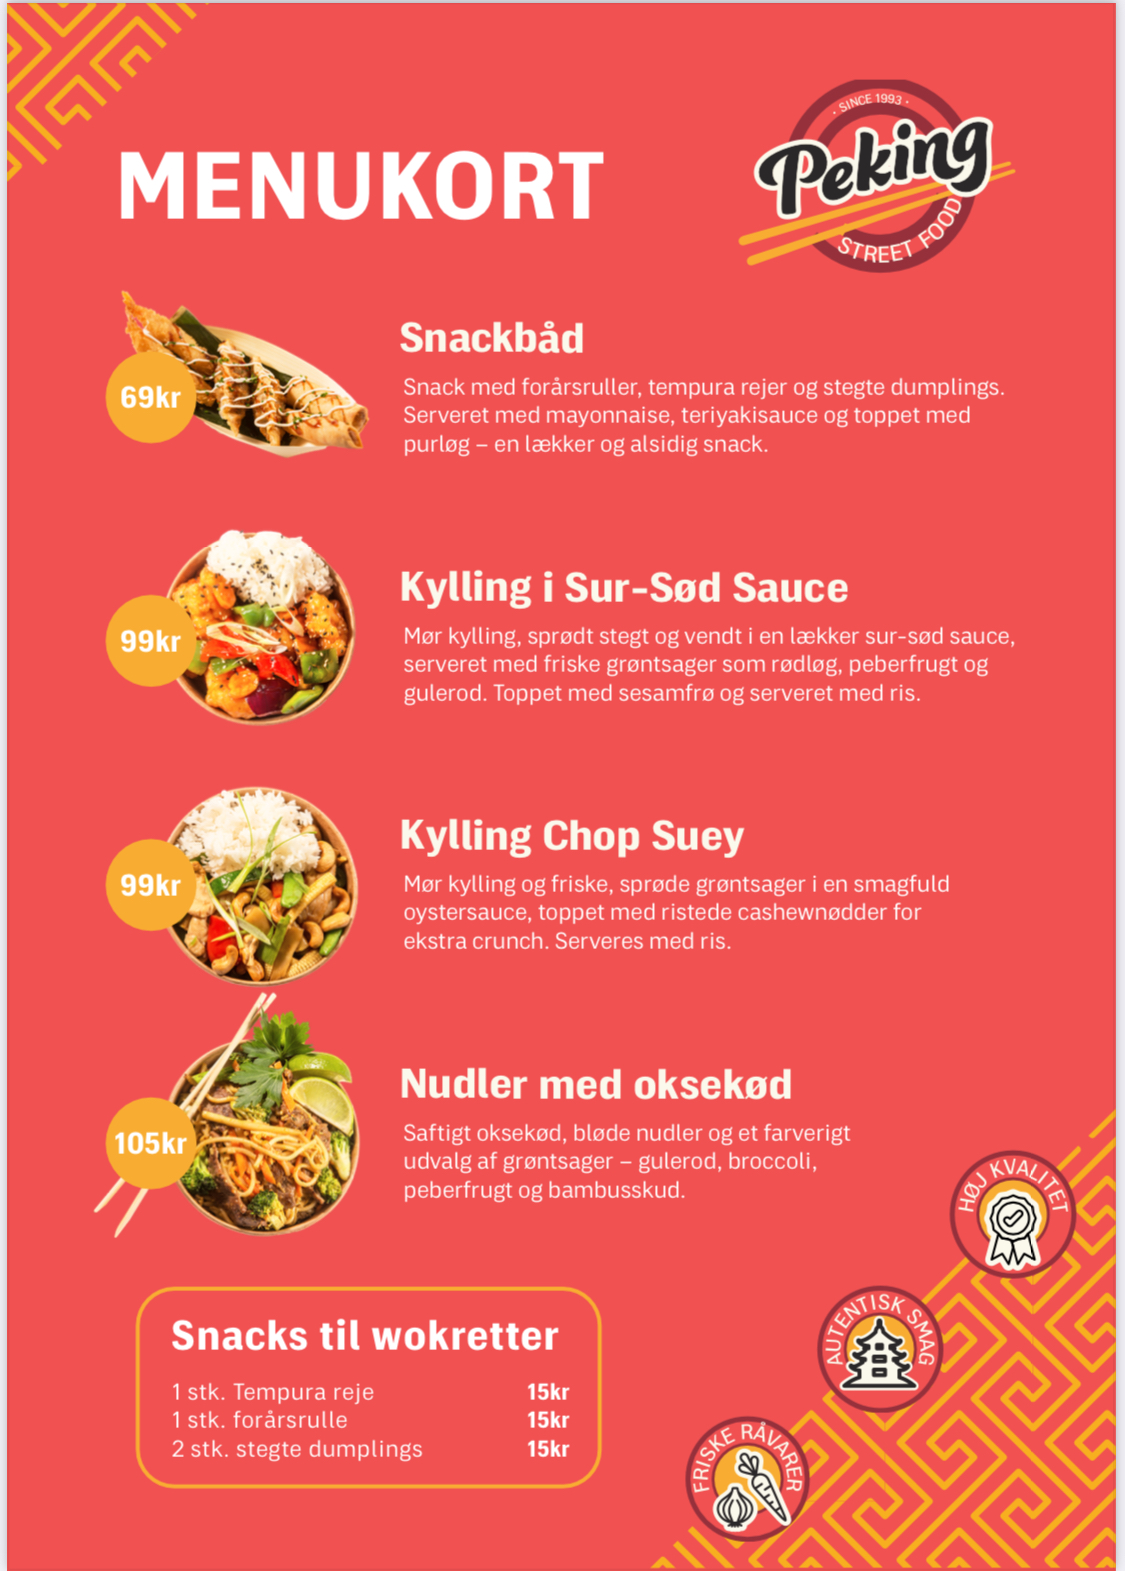 · SINCE 1993 ·
Peking
STREET FOOD
MENUKORT
69kr
Snackbåd
Snack med forårsruller, tempura rejer og stegte dumplings.
Serveret med mayonnaise, teriyakisauce og toppet med
purløg – en lækker og alsidig snack.
99kr
Kylling i Sur-Sød Sauce
Mør kylling, sprødt stegt og vendt i en lækker sur-sød sauce,
serveret med friske grøntsager som rødløg, peberfrugt og
gulerod. Toppet med sesamfrø og serveret med ris.
99kr
Kylling Chop Suey
Mør kylling og friske, sprøde grøntsager i en smagfuld
oystersauce, toppet med ristede cashewnødder for
ekstra crunch. Serveres med ris.
105kr
Nudler med oksekød
Saftigt oksekød, bløde nudler og et farverigt
udvalg af grøntsager – gulerod, broccoli,
peberfrugt og bambusskud.
HØJ KVALITET
AUTENTISK SMAG
FRISKE RÅVARER
Snacks til wokretter
1 stk. Tempura reje 15kr
1 stk. forårsrulle 15kr
2 stk. stegte dumplings 15kr